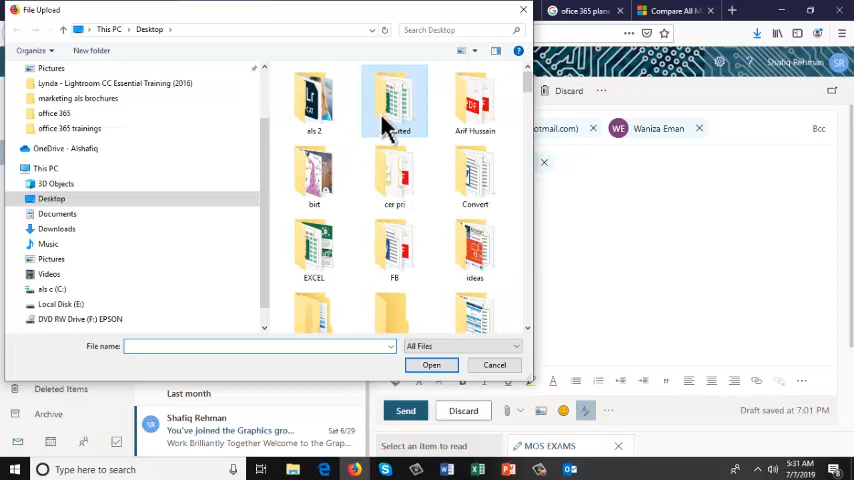 File Upload
This PC > Desktop >
Search Desktop
Organize
New folder
Pictures
Lynda - Lightroom CC Essential Training (2016)
marketing als brochures
office 365
office 365 trainings
OneDrive - Alshafiq
This PC
3D Objects
Desktop
Documents
Downloads
Music
Pictures
Videos
als c (C:)
Local Disk (E:)
DVD RW Drive (F:) EPSON
als 2
Arif Hussain
birt
cer pri
Convert
EXCEL
FB
ideas
File name:
All Files
Open
Cancel
office 365 plans
Compare All M
Shafiq Rehman
SR
Discard
otmail.com)
WE
Waniza Eman
Bcc
Deleted Items
Archive
Last month
SR
Shafiq Rehman
You've joined the Graphics gro...
Sat 6/29
Work Brilliantly Together Welcome to the Grap
Send
Discard
Draft saved at 7:01 PM
Select an item to read
MOS EXAMS
Type here to search
5:31 AM
7/7/2019